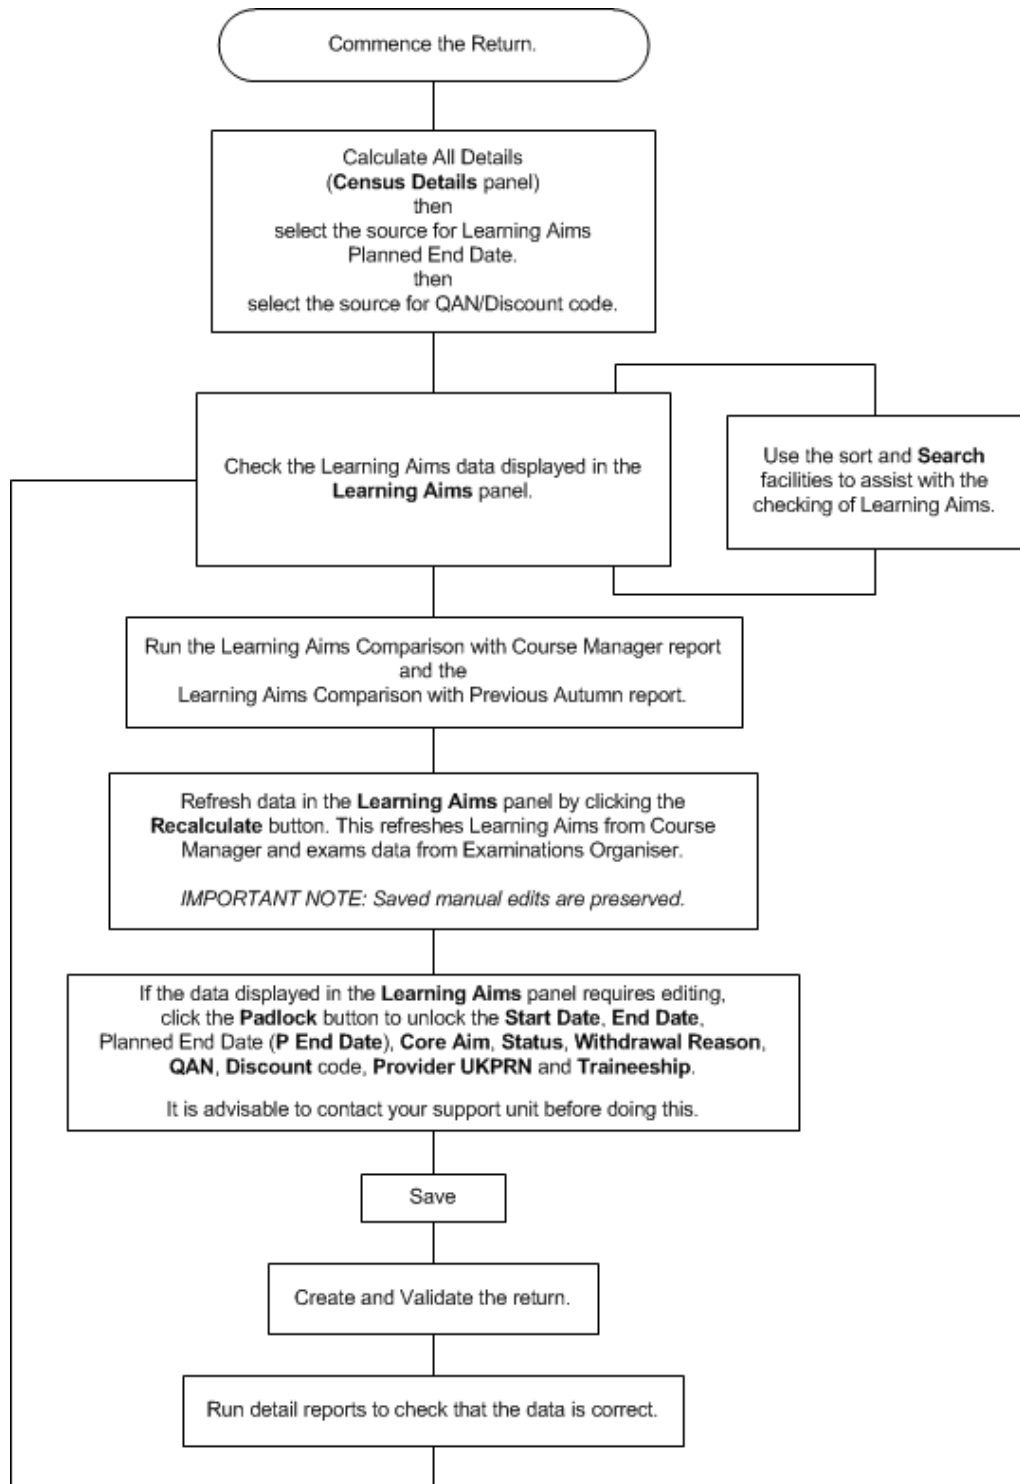 Commence the Return.
Calculate All Details
(Census Details panel)
then
select the source for Learning Aims
Planned End Date.
then
select the source for QAN/Discount code.
Check the Learning Aims data displayed in the
Learning Aims panel.
Use the sort and Search
facilities to assist with the
checking of Learning Aims.
Run the Learning Aims Comparison with Course Manager report
and the
Learning Aims Comparison with Previous Autumn report.
Refresh data in the Learning Aims panel by clicking the
Recalculate button. This refreshes Learning Aims from Course
Manager and exams data from Examinations Organiser.
IMPORTANT NOTE: Saved manual edits are preserved.
If the data displayed in the Learning Aims panel requires editing,
click the Padlock button to unlock the Start Date, End Date,
Planned End Date (P End Date), Core Aim, Status, Withdrawal Reason,
QAN, Discount code, Provider UKPRN and Traineeship.
It is advisable to contact your support unit before doing this.
Save
Create and Validate the return.
Run detail reports to check that the data is correct.